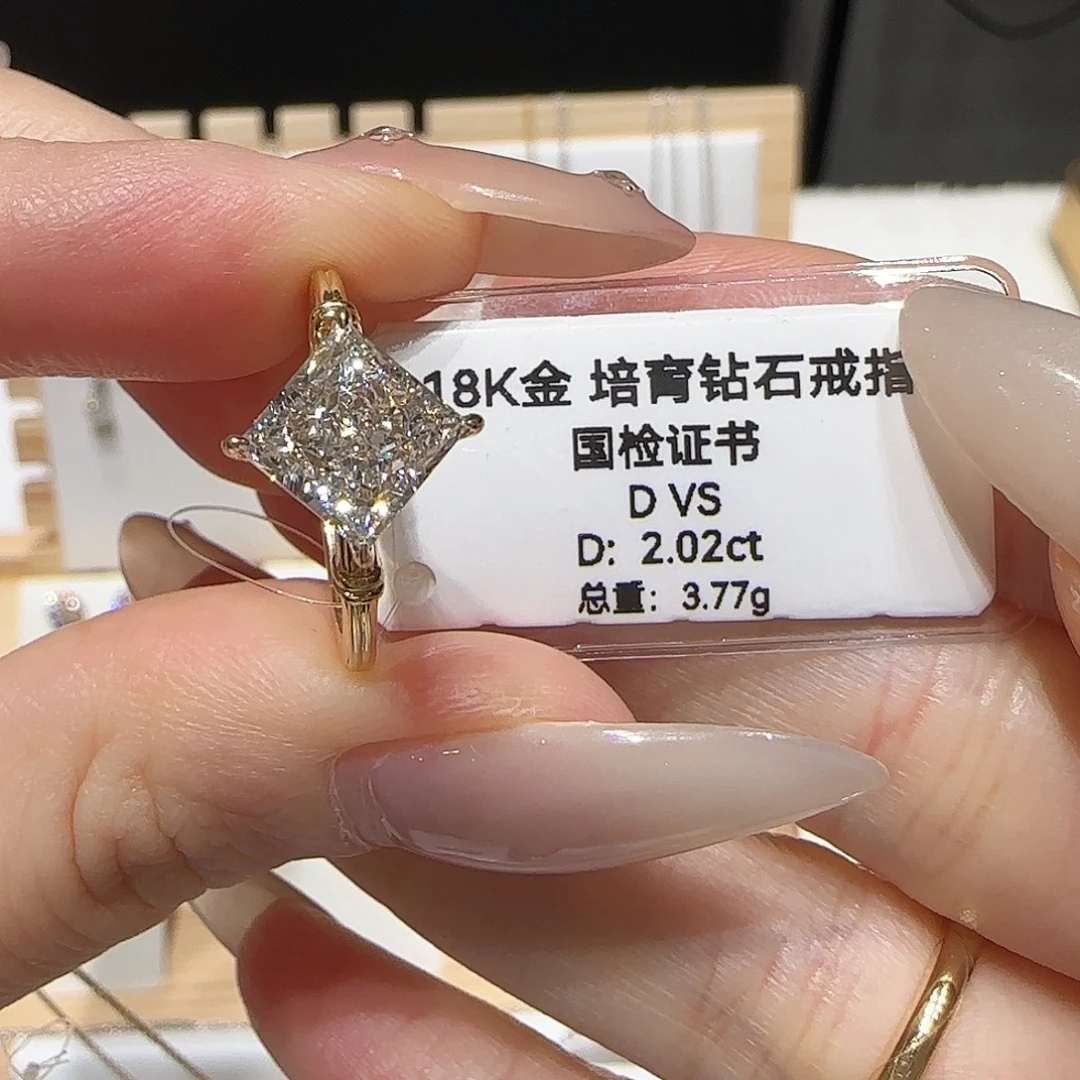 18K金 培育钻石戒指
国检证书
D VS
D: 2.02ct
总重: 3.77g